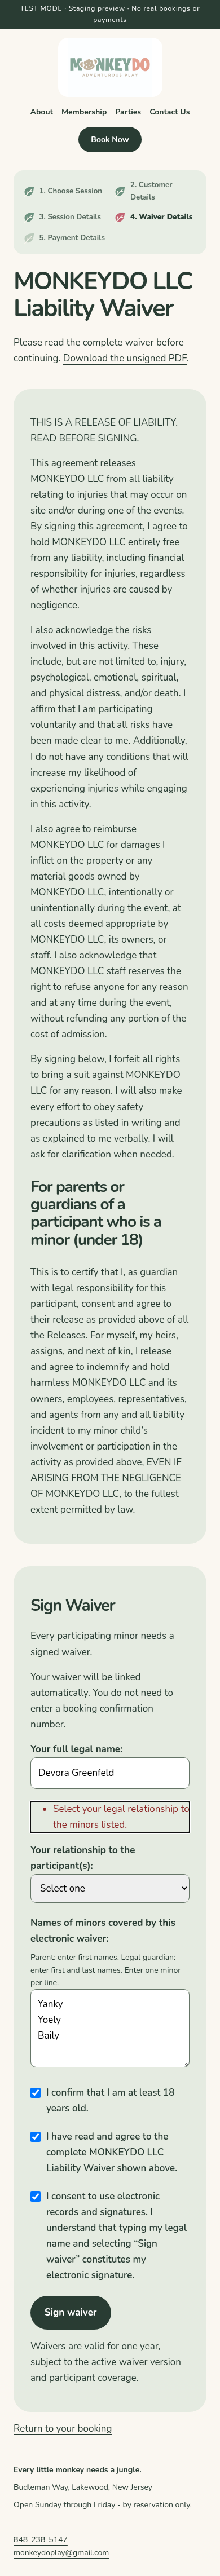 TEST MODE · Staging preview · No real bookings or
payments
MONKEYDO
ADVENTUROUS PLAY
About Membership Parties Contact Us
Book Now
1. Choose Session
2. Customer
Details
3. Session Details
4. Waiver Details
5. Payment Details
MONKEYDO LLC
Liability Waiver
Please read the complete waiver before
continuing. Download the unsigned PDF.
THIS IS A RELEASE OF LIABILITY.
READ BEFORE SIGNING.
This agreement releases
MONKEYDO LLC from all liability
relating to injuries that may occur on
site and/or during one of the events.
By signing this agreement, I agree to
hold MONKEYDO LLC entirely free
from any liability, including financial
responsibility for injuries, regardless
of whether injuries are caused by
negligence.
I also acknowledge the risks
involved in this activity. These
include, but are not limited to, injury,
psychological, emotional, spiritual,
and physical distress, and/or death. I
affirm that I am participating
voluntarily and that all risks have
been made clear to me. Additionally,
I do not have any conditions that will
increase my likelihood of
experiencing injuries while engaging
in this activity.
I also agree to reimburse
MONKEYDO LLC for damages I
inflict on the property or any
material goods owned by
MONKEYDO LLC, intentionally or
unintentionally during the event, at
all costs deemed appropriate by
MONKEYDO LLC, its owners, or
staff. I also acknowledge that
MONKEYDO LLC staff reserves the
right to refuse anyone for any reason
and at any time during the event,
without refunding any portion of the
cost of admission.
By signing below, I forfeit all rights
to bring a suit against MONKEYDO
LLC for any reason. I will also make
every effort to obey safety
precautions as listed in writing and
as explained to me verbally. I will
ask for clarification when needed.
For parents or
guardians of a
participant who is a
minor (under 18)
This is to certify that I, as guardian
with legal responsibility for this
participant, consent and agree to
their release as provided above of all
the Releases. For myself, my heirs,
assigns, and next of kin, I release
and agree to indemnify and hold
harmless MONKEYDO LLC and its
owners, employees, representatives,
and agents from any and all liability
incident to my minor child's
involvement or participation in the
activity as provided above, EVEN IF
ARISING FROM THE NEGLIGENCE
OF MONKEYDO LLC, to the fullest
extent permitted by law.
Sign Waiver
Every participating minor needs a
signed waiver.
Your waiver will be linked
automatically. You do not need to
enter a booking confirmation
number.
Your full legal name:
Devora Greenfeld
• Select your legal relationship to
the minors listed.
Your relationship to the
participant(s):
Select one
Names of minors covered by this
electronic waiver:
Parent: enter first names. Legal guardian:
enter first and last names. Enter one minor
per line.
Yanky
Yoely
Baily
I confirm that I am at least 18
years old.
I have read and agree to the
complete MONKEYDO LLC
Liability Waiver shown above.
I consent to use electronic
records and signatures. I
understand that typing my legal
name and selecting “Sign
waiver” constitutes my
electronic signature.
Sign waiver
Waivers are valid for one year,
subject to the active waiver version
and participant coverage.
Return to your booking
Every little monkey needs a jungle.
Budleman Way, Lakewood, New Jersey
Open Sunday through Friday - by reservation only.
848-238-5147
monkeydoplay@gmail.com